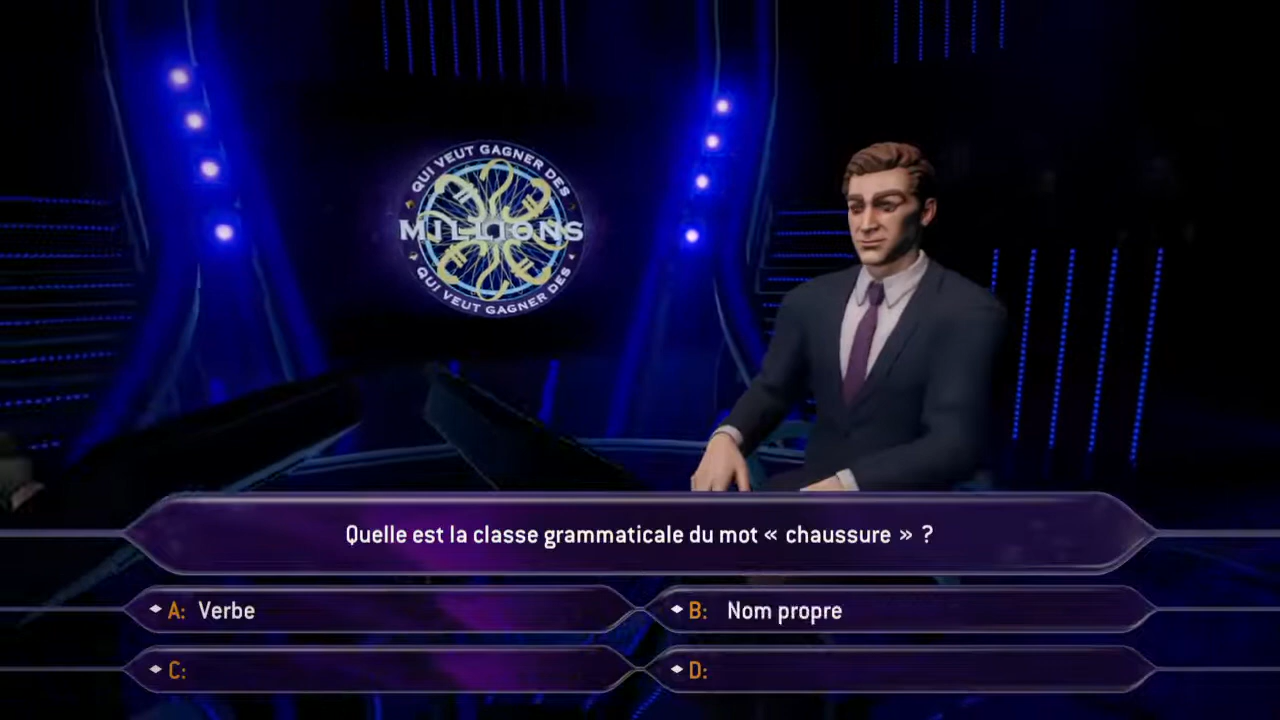 QUI VEUT GAGNER DES
MILLIONS
QUI VEUT GAGNER DES
Quelle est la classe grammaticale du mot « chaussure » ?
A: Verbe
B: Nom propre
C:
D: